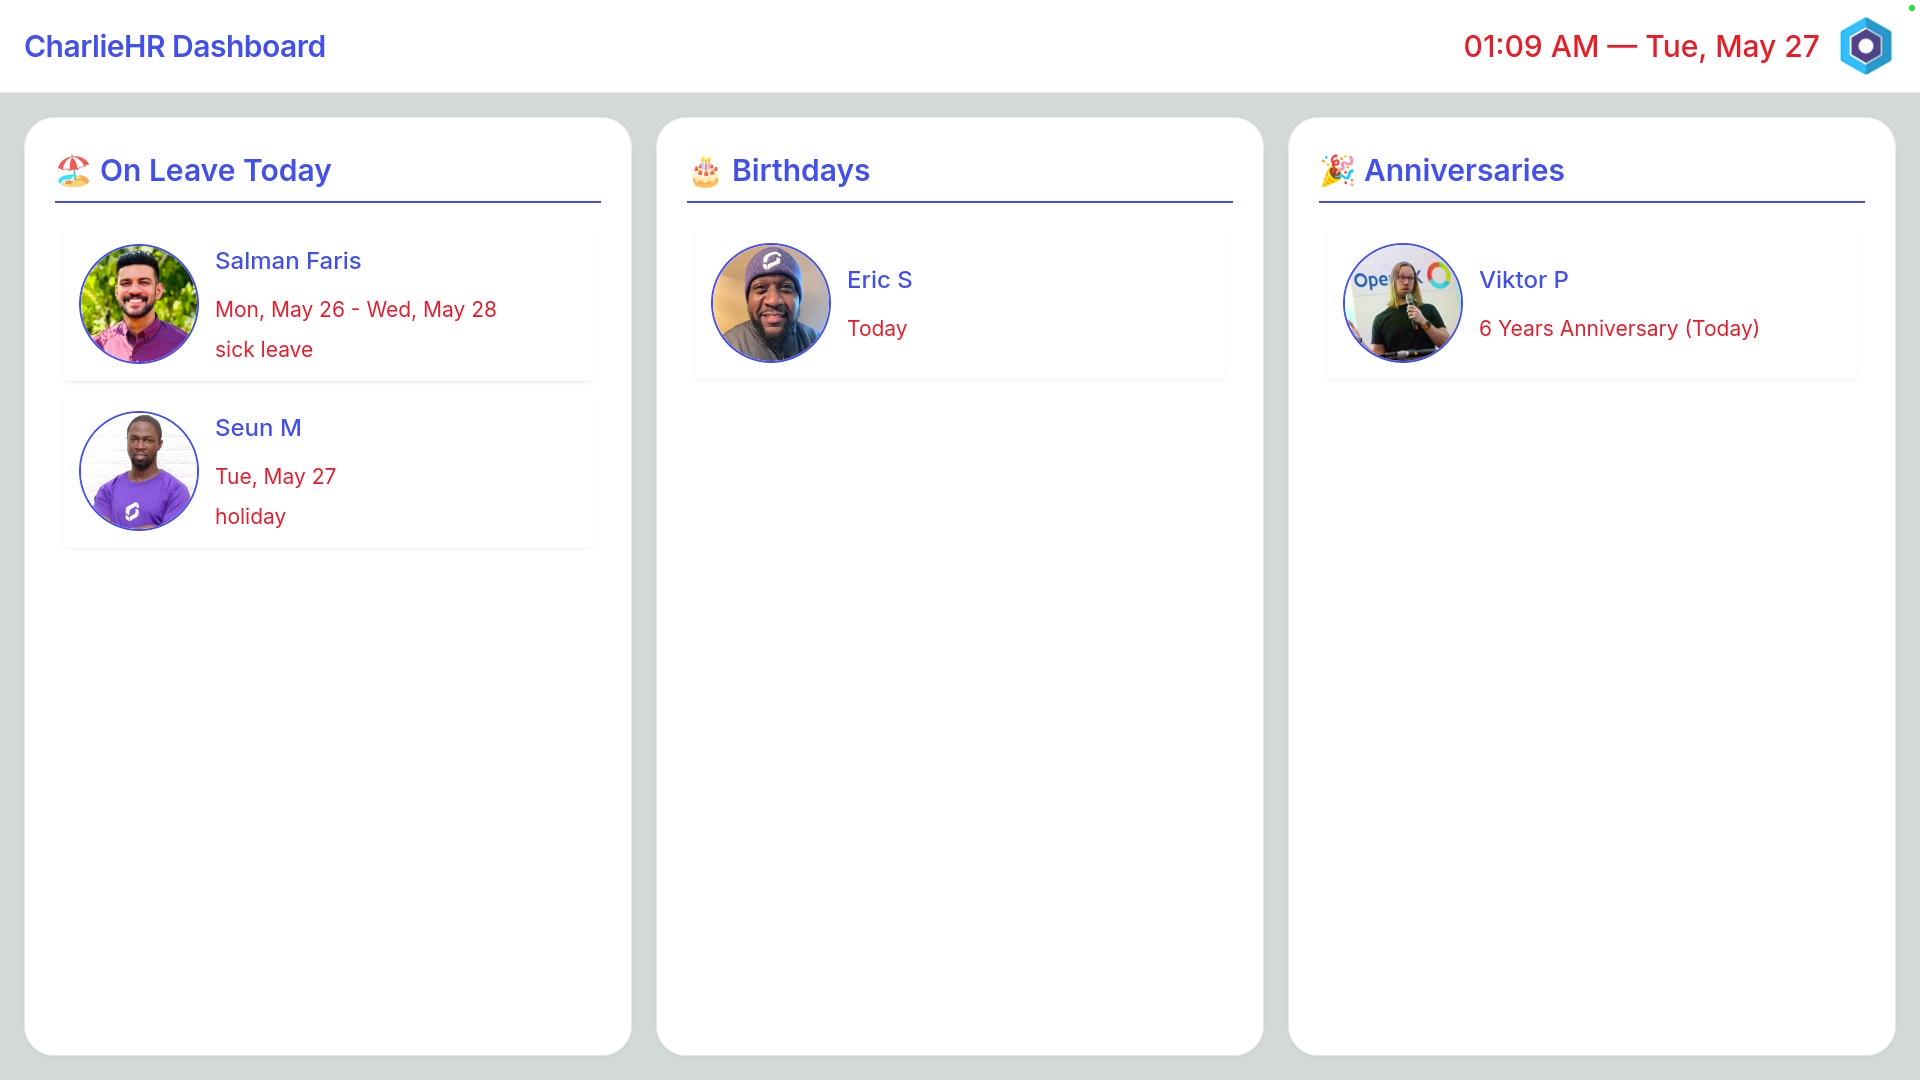 CharlieHR Dashboard
01:09 AM — Tue, May 27
On Leave Today
Salman Faris
Mon, May 26 - Wed, May 28
sick leave
Seun M
Tue, May 27
holiday
Birthdays
Eric S
Today
Anniversaries
Viktor P
6 Years Anniversary (Today)